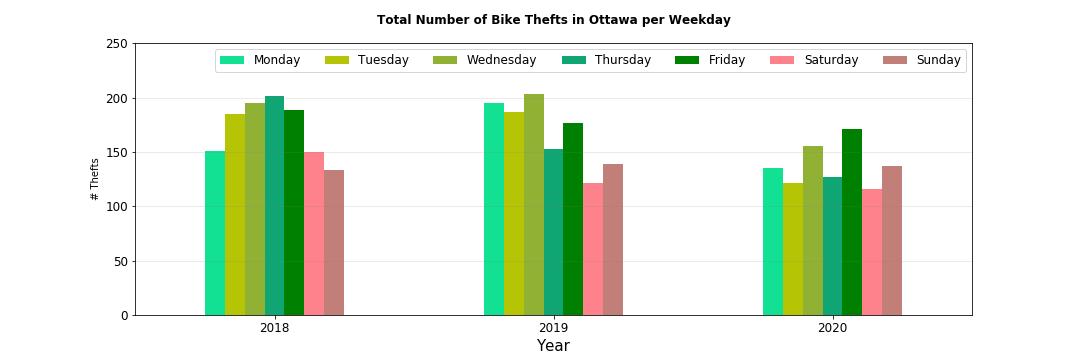 Total Number of Bike Thefts in Ottawa per Weekday
250
Monday Tuesday Wednesday Thursday Friday Saturday Sunday
200
150
# Thefts
100
50
0
2018 2019 2020
Year